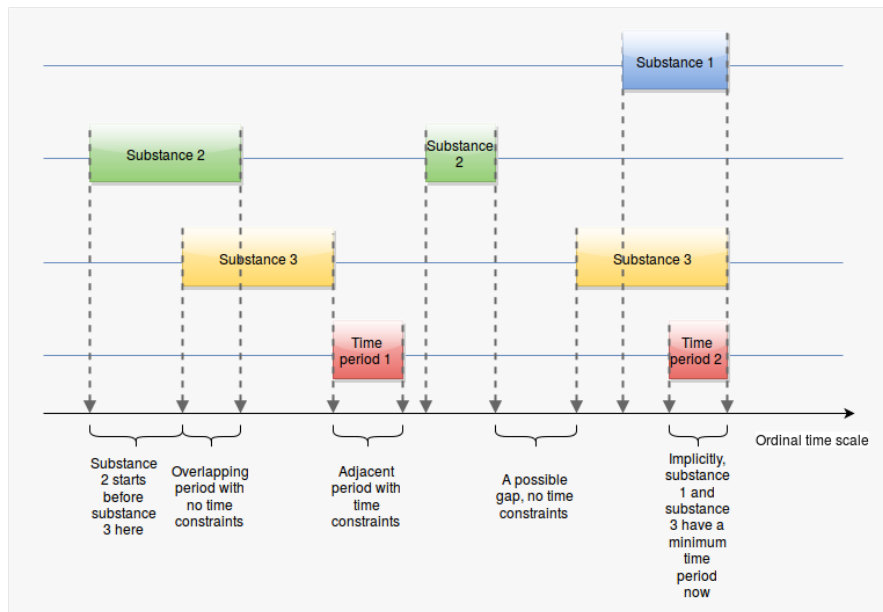 Substance 1
Substance 2
Substance
2
Substance 3
Substance 3
Time
period 1
Time
period 2
Ordinal time scale
Substance
2 starts
before
substance
3 here
Overlapping
period with
no time
constraints
Adjacent
period with
time
constraints
A possible
gap, no time
constraints
Implicitly,
substance
1 and
substance
3 have a
minimum
time
period
now